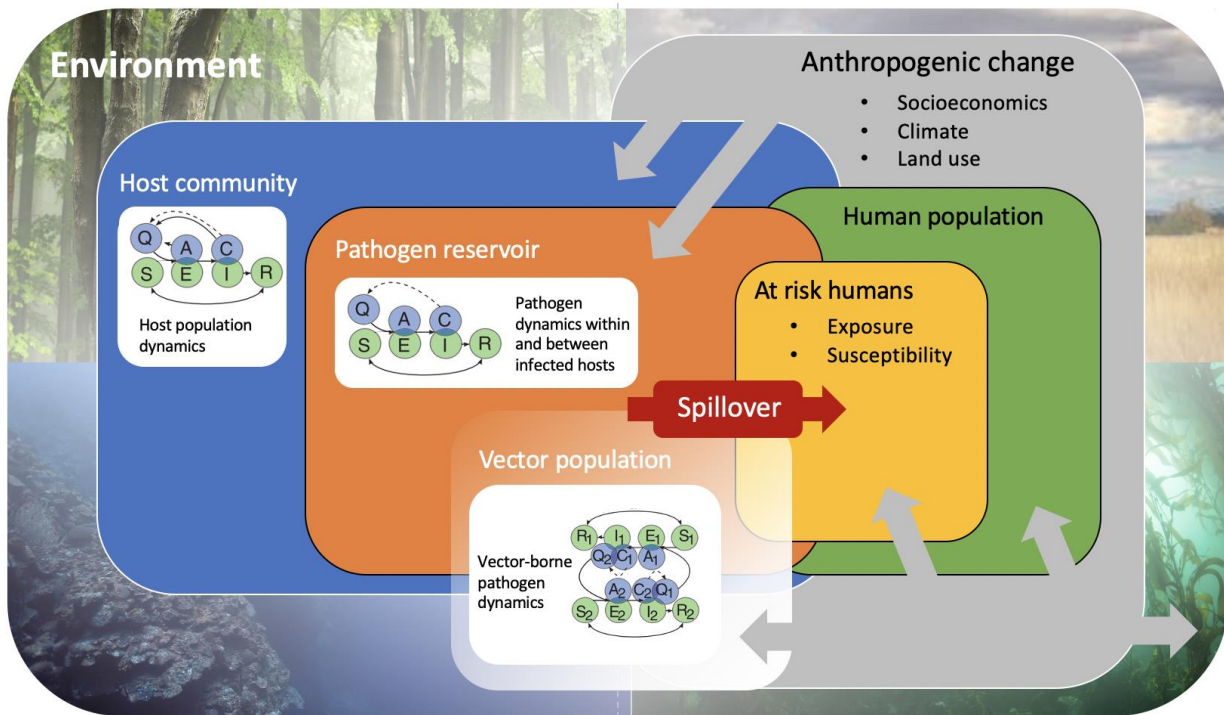 Environment
Anthropogenic change
• Socioeconomics
• Climate
• Land use
Host community
Q A C
S E I R
Host population
dynamics
Pathogen reservoir
Q A C
S E I R
Pathogen
dynamics within
and between
infected hosts
Human population
At risk humans
• Exposure
• Susceptibility
Spillover
Vector population
Vector-borne
pathogen
dynamics
R1 I1 E1 S1
Q2 C1 A1
A2 C2 Q1
S2 E2 I2 R2